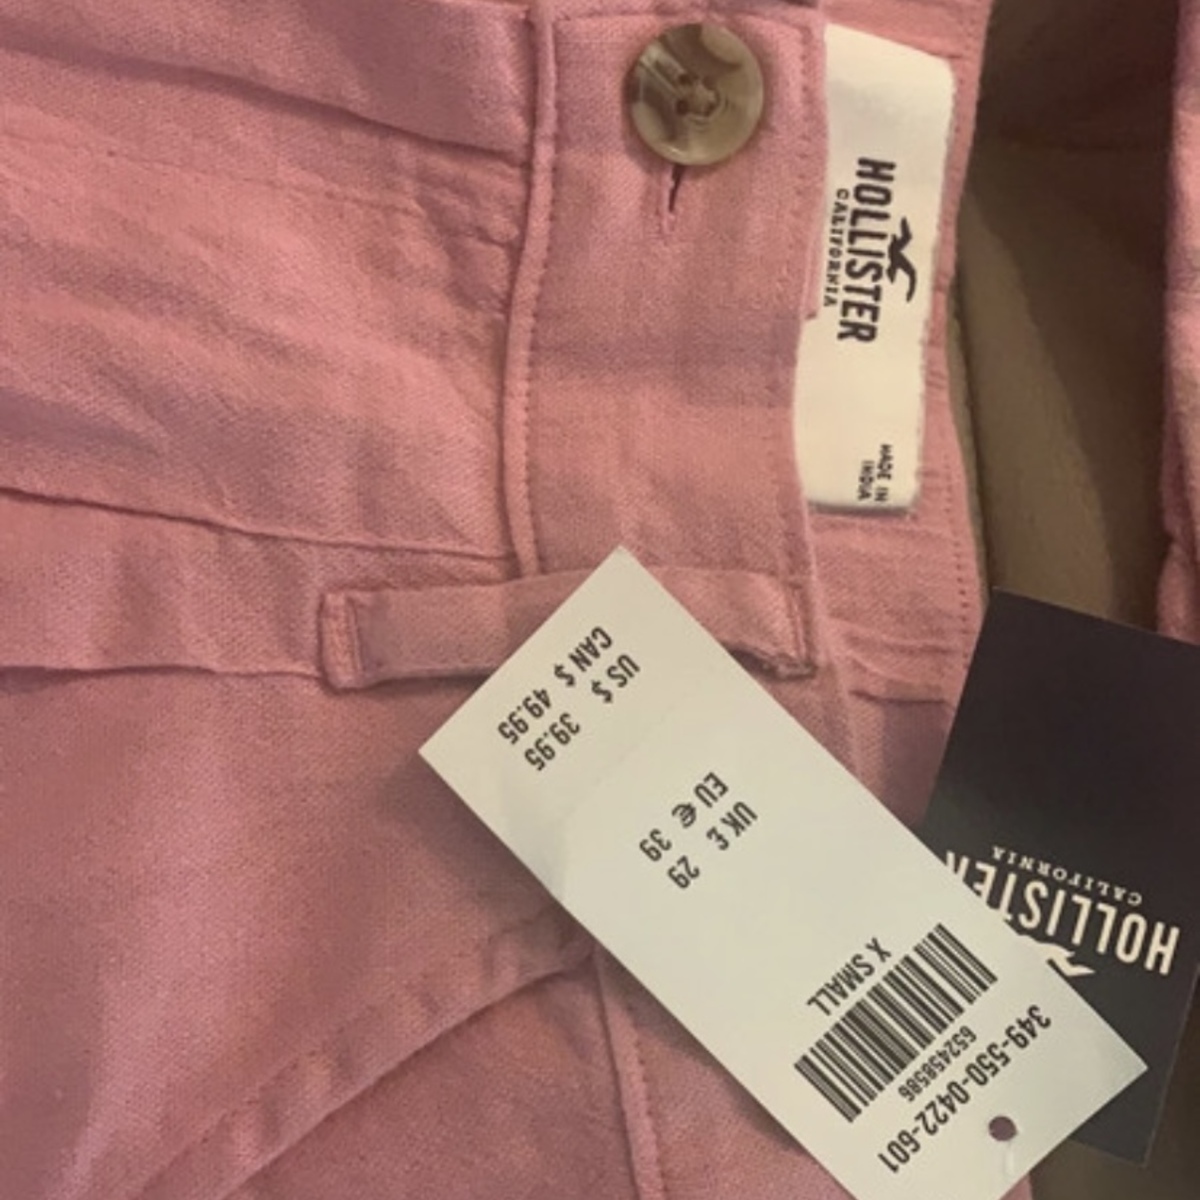 HOLLISTER
CALIFORNIA
MADE IN
INDIA
349-550-0422-601
652458586
X SMALL
UK £ 29
EU € 39
US $ 39.95
CAN $ 49.95
HOLLISTER
CALIFORNIA